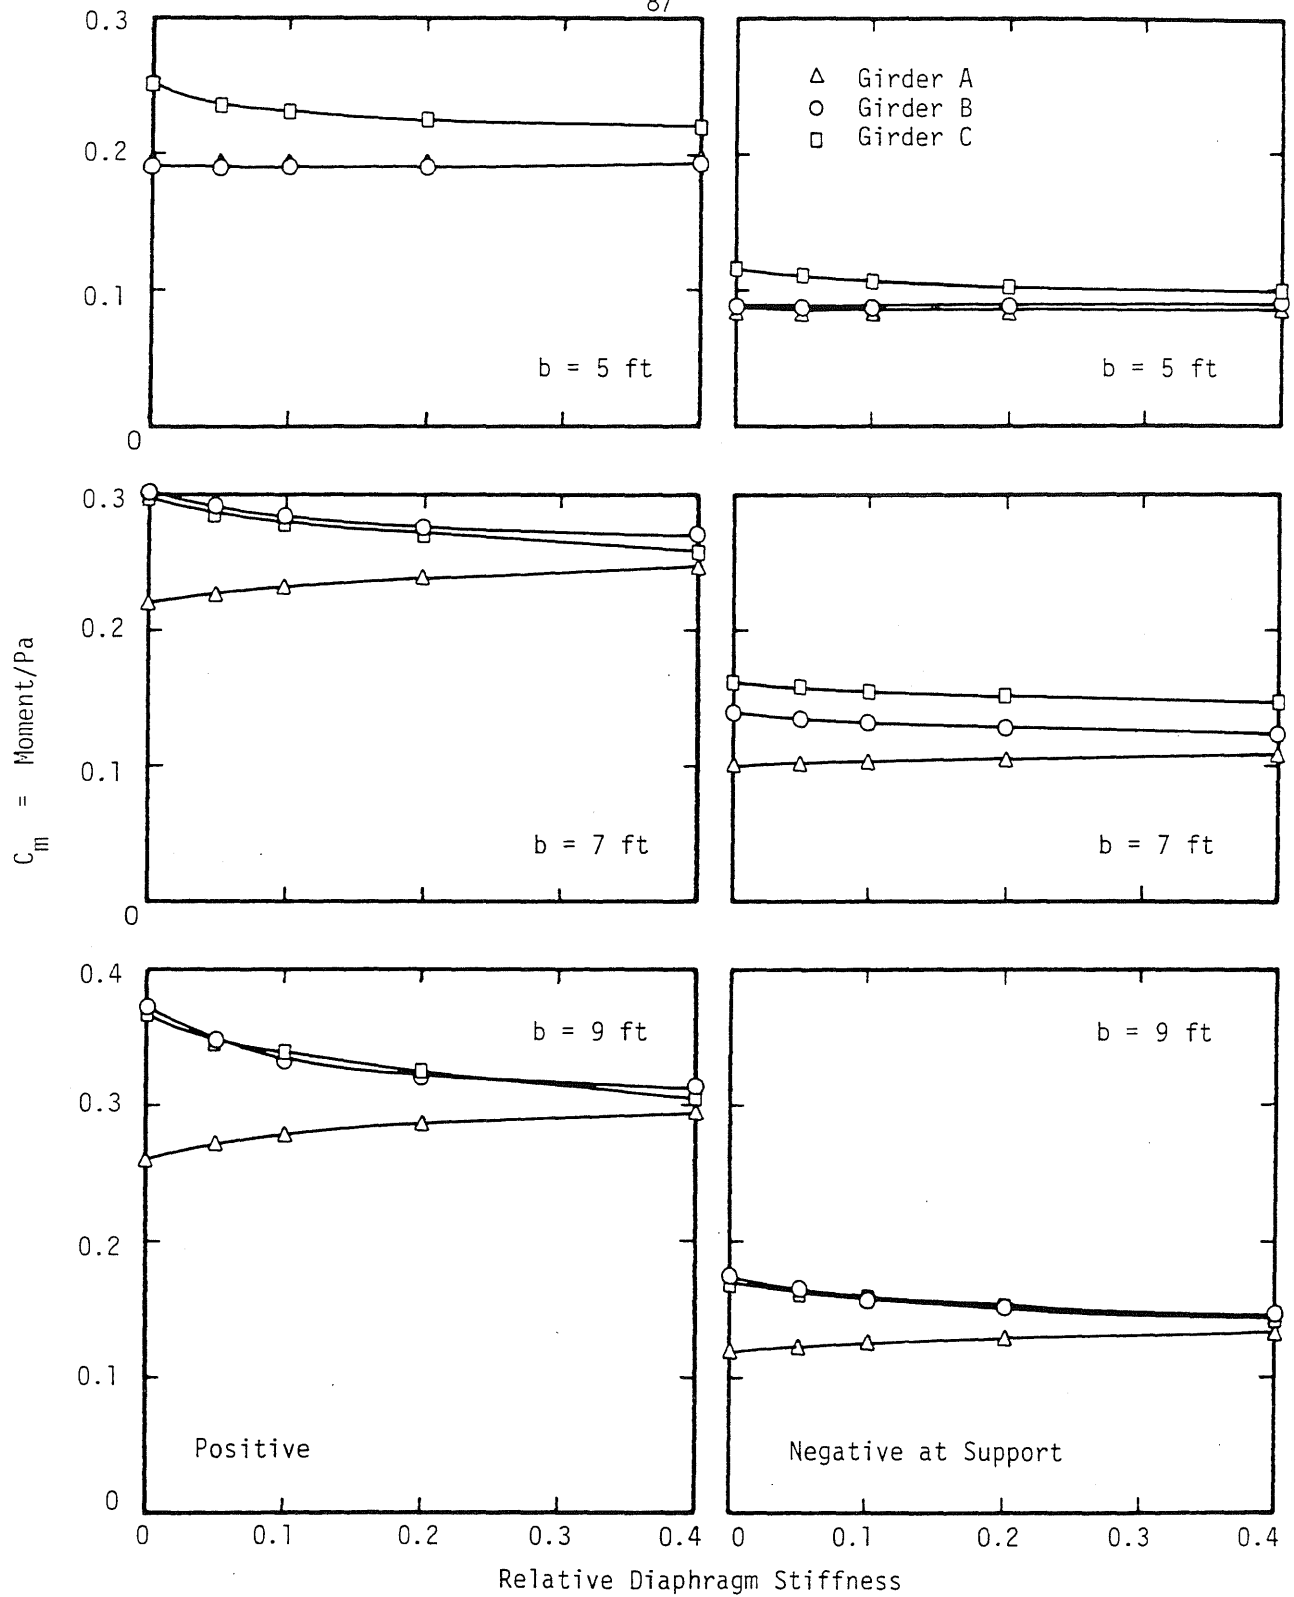 87
0.3
0.2
0.1
0
b = 5 ft
△ Girder A
○ Girder B
□ Girder C
b = 5 ft
0.3
0.2
0.1
0
b = 7 ft
b = 7 ft
C_m = Moment/Pa
0.4
0.3
0.2
0.1
0
b = 9 ft
Positive
b = 9 ft
Negative at Support
0 0.1 0.2 0.3 0.4
0 0.1 0.2 0.3 0.4
Relative Diaphragm Stiffness